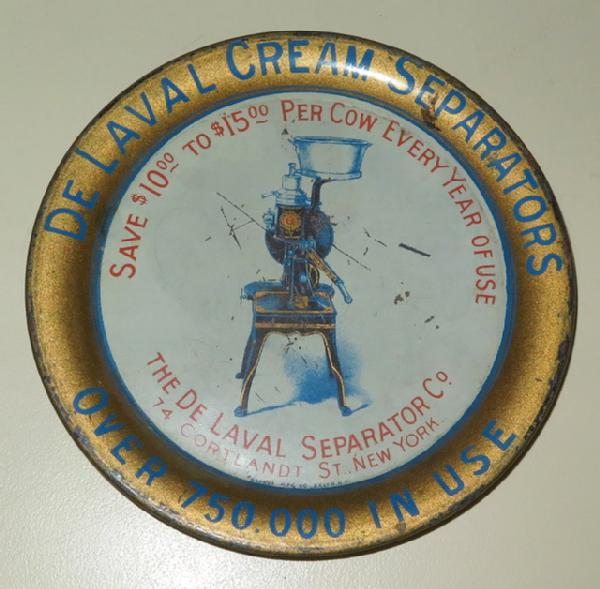 DE LAVAL CREAM SEPARATORS
SAVE $10.00 TO $15.00 PER COW EVERY YEAR OF USE
THE DE LAVAL SEPARATOR CO
74 CORTLANDT ST., NEW YORK.
OVER 750.000 IN USE